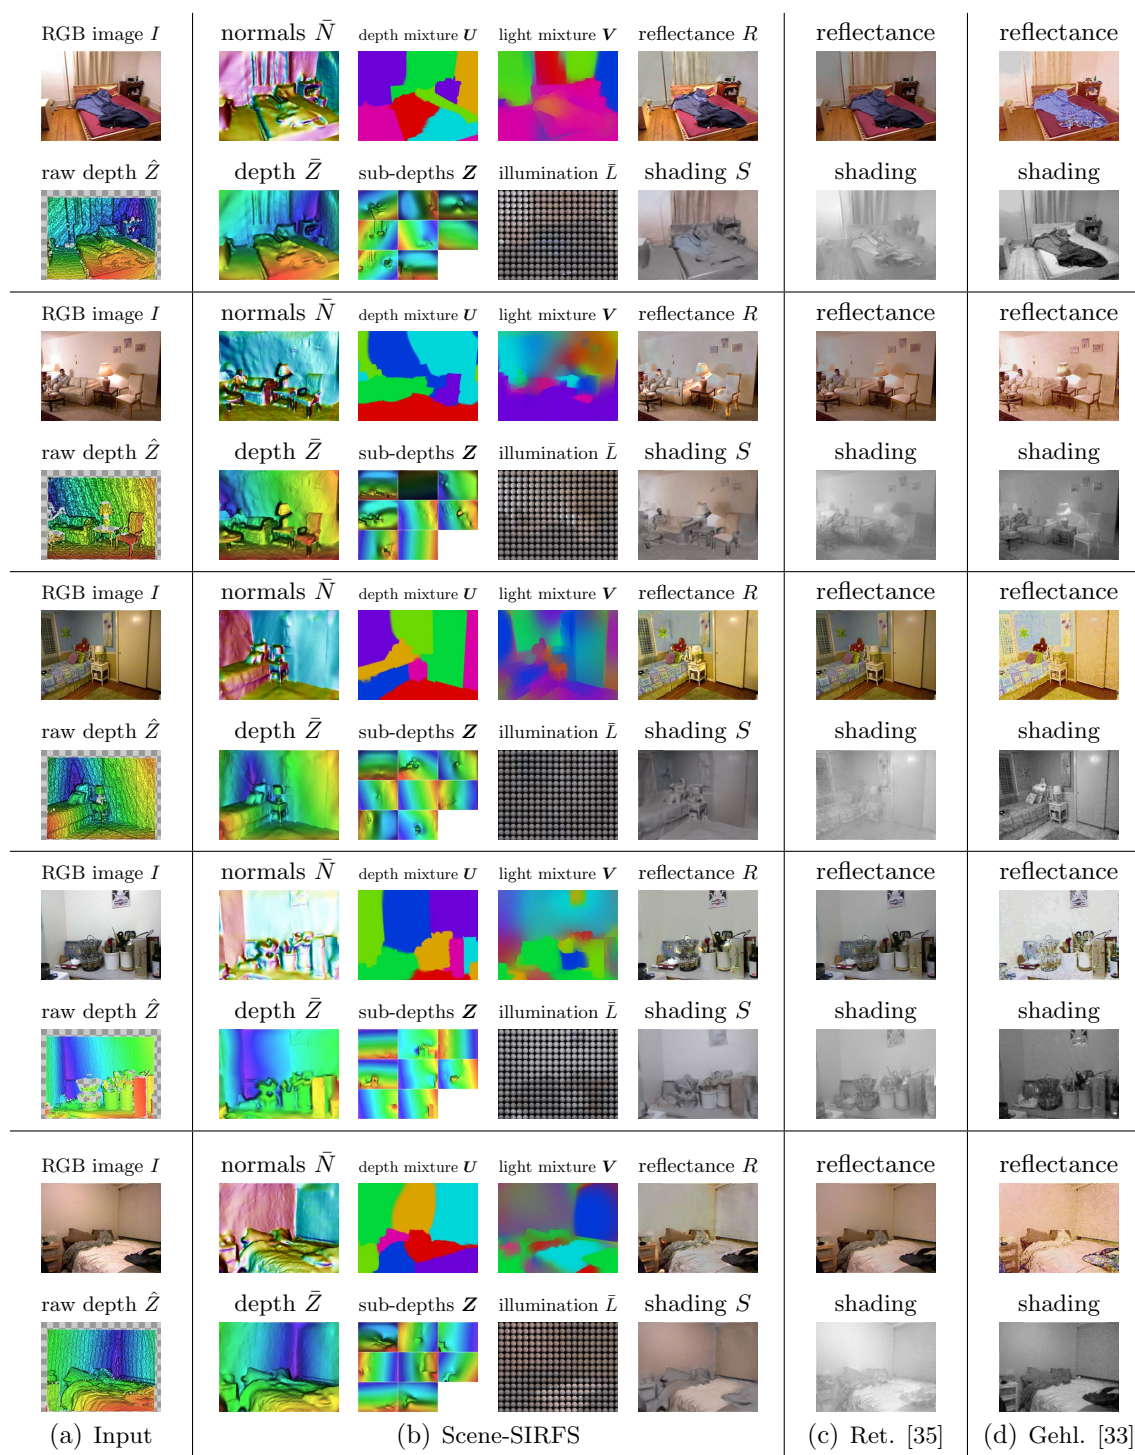 RGB image I normals N̄ depth mixture U light mixture V reflectance R reflectance reflectance
raw depth Ẑ depth Z̄ sub-depths Z illumination L̄ shading S shading shading
RGB image I normals N̄ depth mixture U light mixture V reflectance R reflectance reflectance
raw depth Ẑ depth Z̄ sub-depths Z illumination L̄ shading S shading shading
RGB image I normals N̄ depth mixture U light mixture V reflectance R reflectance reflectance
raw depth Ẑ depth Z̄ sub-depths Z illumination L̄ shading S shading shading
RGB image I normals N̄ depth mixture U light mixture V reflectance R reflectance reflectance
raw depth Ẑ depth Z̄ sub-depths Z illumination L̄ shading S shading shading
RGB image I normals N̄ depth mixture U light mixture V reflectance R reflectance reflectance
raw depth Ẑ depth Z̄ sub-depths Z illumination L̄ shading S shading shading
(a) Input (b) Scene-SIRFS (c) Ret. [35] (d) Gehl. [33]